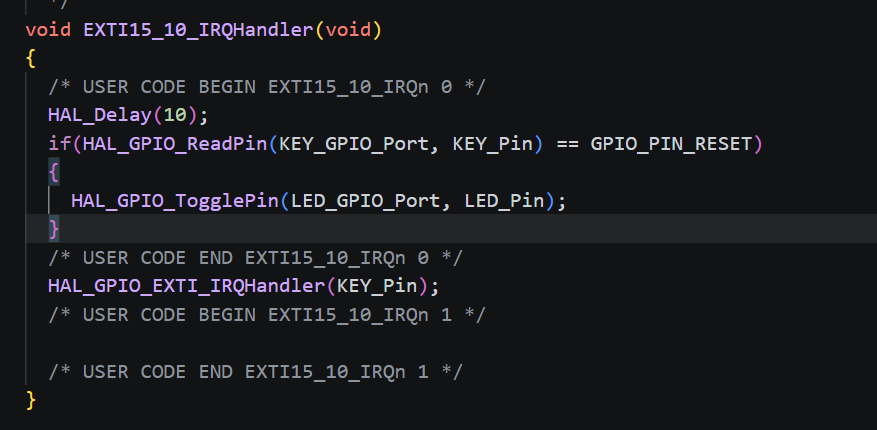 */
void EXTI15_10_IRQHandler(void)
{
  /* USER CODE BEGIN EXTI15_10_IRQn 0 */
  HAL_Delay(10);
  if(HAL_GPIO_ReadPin(KEY_GPIO_Port, KEY_Pin) == GPIO_PIN_RESET)
  {
    HAL_GPIO_TogglePin(LED_GPIO_Port, LED_Pin);
  }
  /* USER CODE END EXTI15_10_IRQn 0 */
  HAL_GPIO_EXTI_IRQHandler(KEY_Pin);
  /* USER CODE BEGIN EXTI15_10_IRQn 1 */
  /* USER CODE END EXTI15_10_IRQn 1 */
}